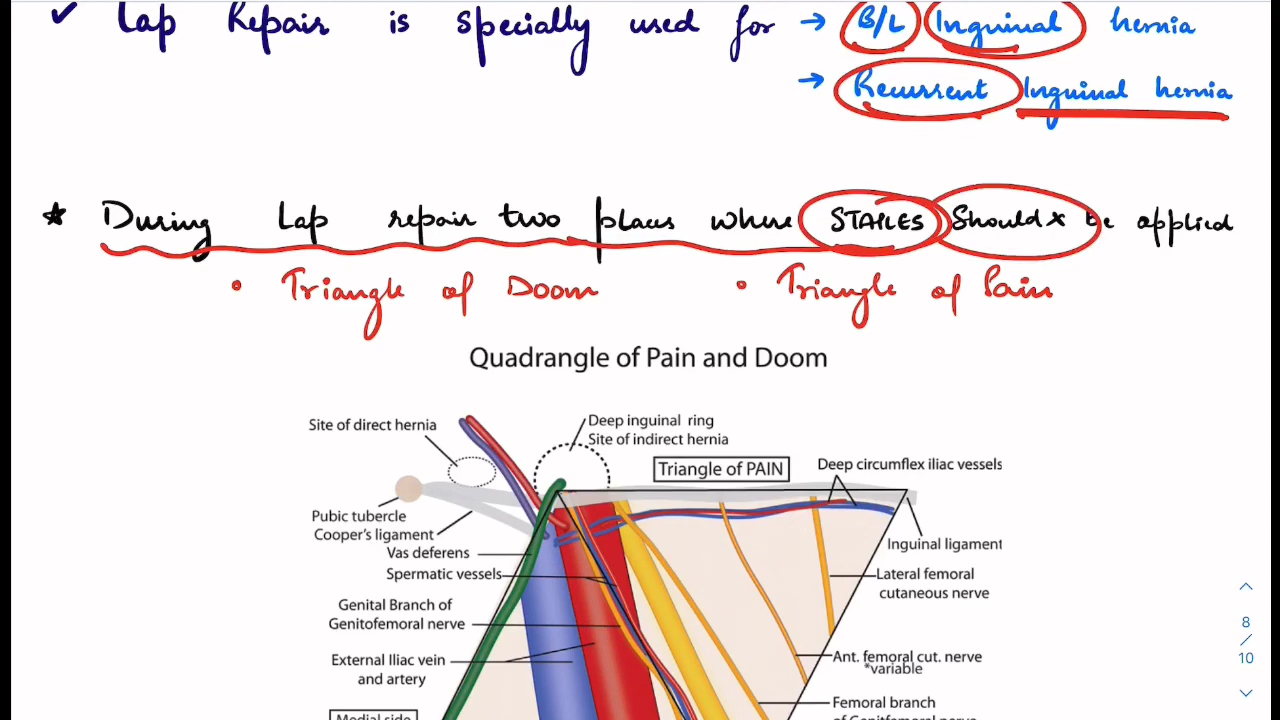 ✓ Lap Repair is specially used for → B/L Inguinal hernia
→ Recurrent Inguinal hernia
* During Lap repair two places where STAPLES Should x be applied
• Triangle of Doom • Triangle of Pain
Quadrangle of Pain and Doom
Site of direct hernia
Deep inguinal ring
Site of indirect hernia
Triangle of PAIN
Deep circumflex iliac vessels
Pubic tubercle
Cooper's ligament
Vas deferens
Spermatic vessels
Genital Branch of
Genitofemoral nerve
External Iliac vein
and artery
Medial side
Inguinal ligament
Lateral femoral
cutaneous nerve
Ant. femoral cut. nerve
*variable
Femoral branch
of Genitfemoral nerve
8
/
10